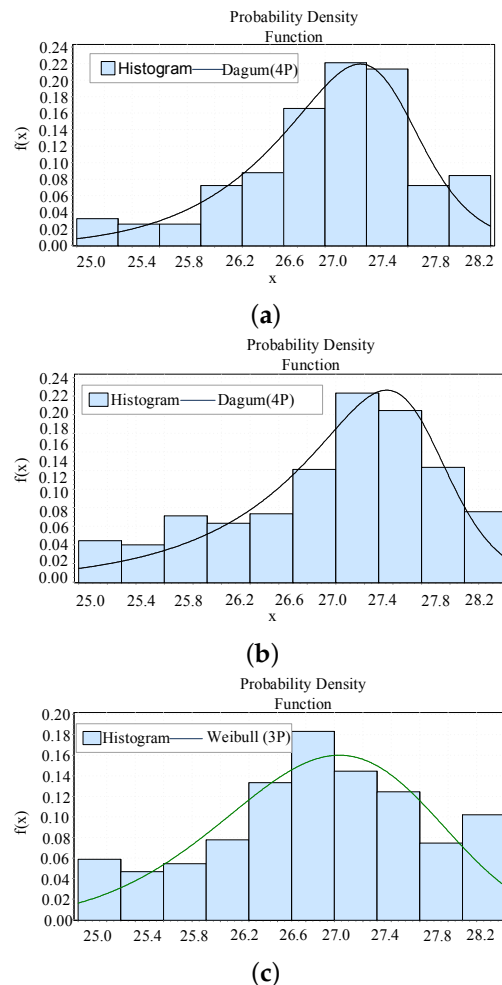 Probability Density
Function
Histogram Dagum(4P)
0.24
0.22
0.20
0.18
0.16
0.14
0.12
0.10
0.08
0.06
0.04
0.02
0.00
f(x)
25.0 25.4 25.8 26.2 26.6 27.0 27.4 27.8 28.2
x
(a)
Probability Density
Function
Histogram Dagum(4P)
0.24
0.20
0.20
0.18
0.16
0.14
0.12
0.10
0.08
0.06
0.04
0.02
0.00
f(x)
25.0 25.4 25.8 26.2 26.6 27.0 27.4 27.8 28.2
x
(b)
Probability Density
Function
Histogram Weibull (3P)
0.20
0.18
0.16
0.14
0.12
0.10
0.08
0.06
0.04
0.02
0.00
f(x)
25.0 25.4 25.8 26.2 26.6 27.0 27.4 27.8 28.2
(c)